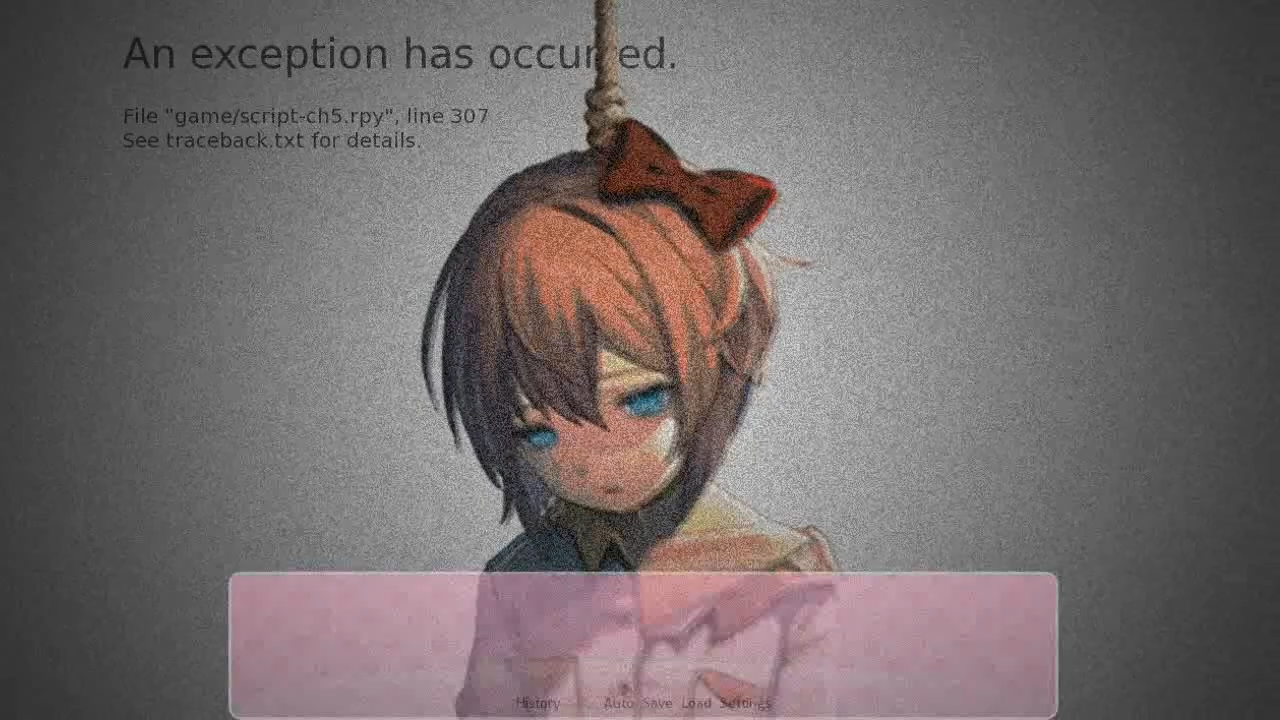 An exception has occurred.
File "game/script-ch5.rpy", line 307
See traceback.txt for details.
History Auto Save Load Settings